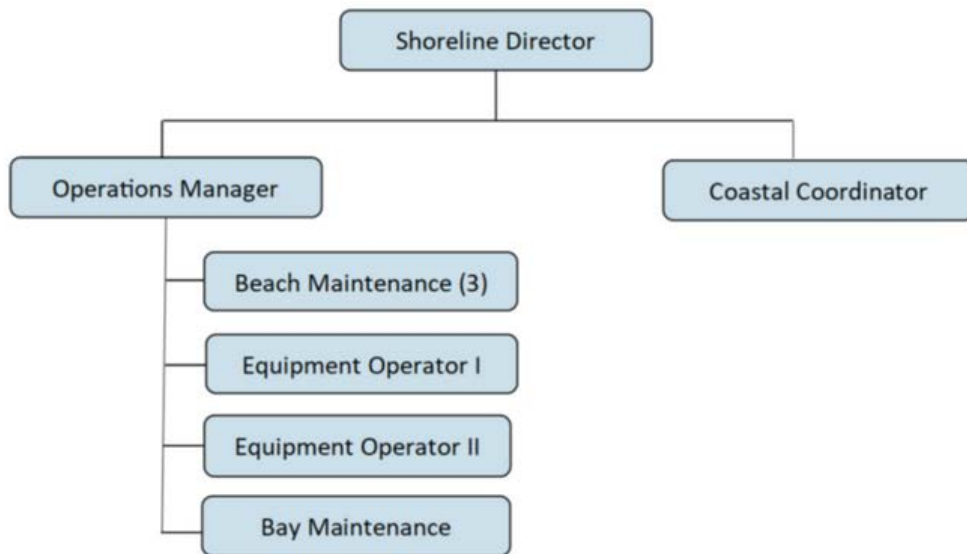 Shoreline Director
Operations Manager
Coastal Coordinator
Beach Maintenance (3)
Equipment Operator I
Equipment Operator II
Bay Maintenance